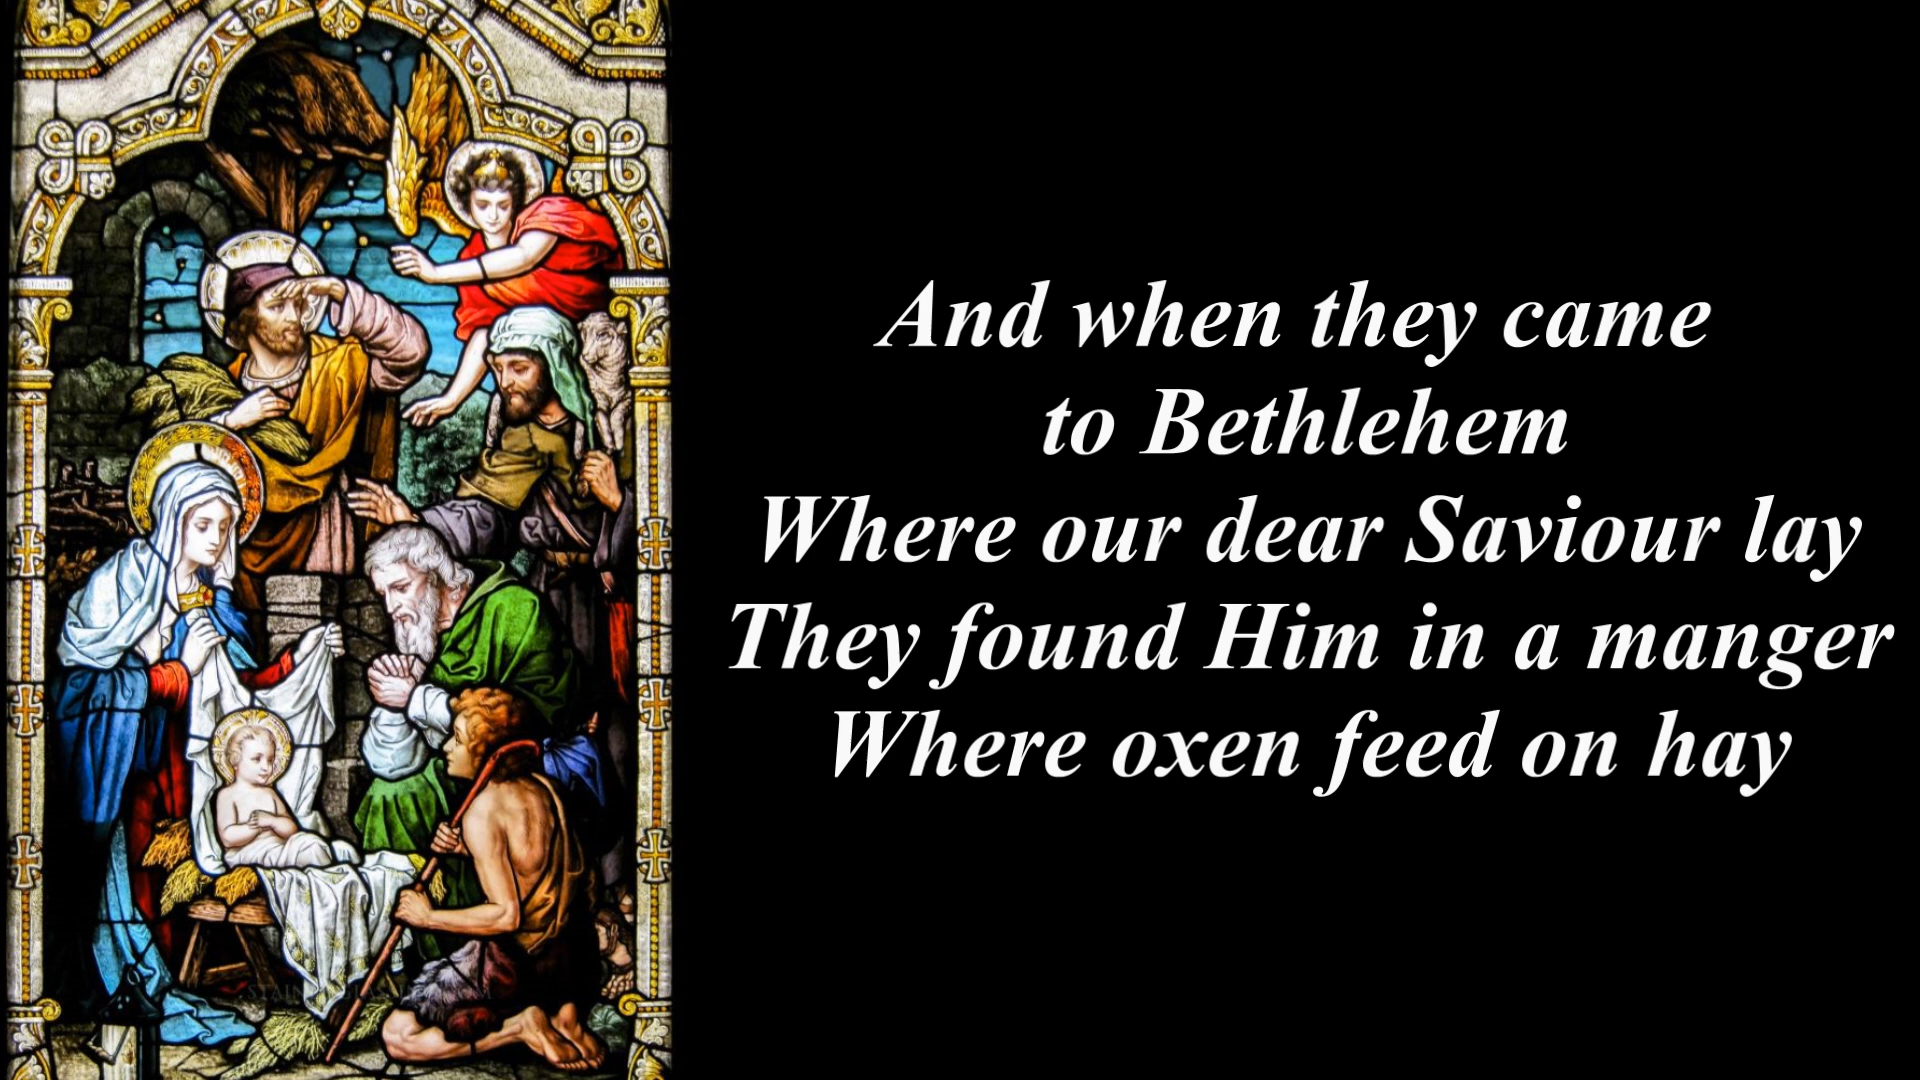 And when they came
to Bethlehem
Where our dear Saviour lay
They found Him in a manger
Where oxen feed on hay